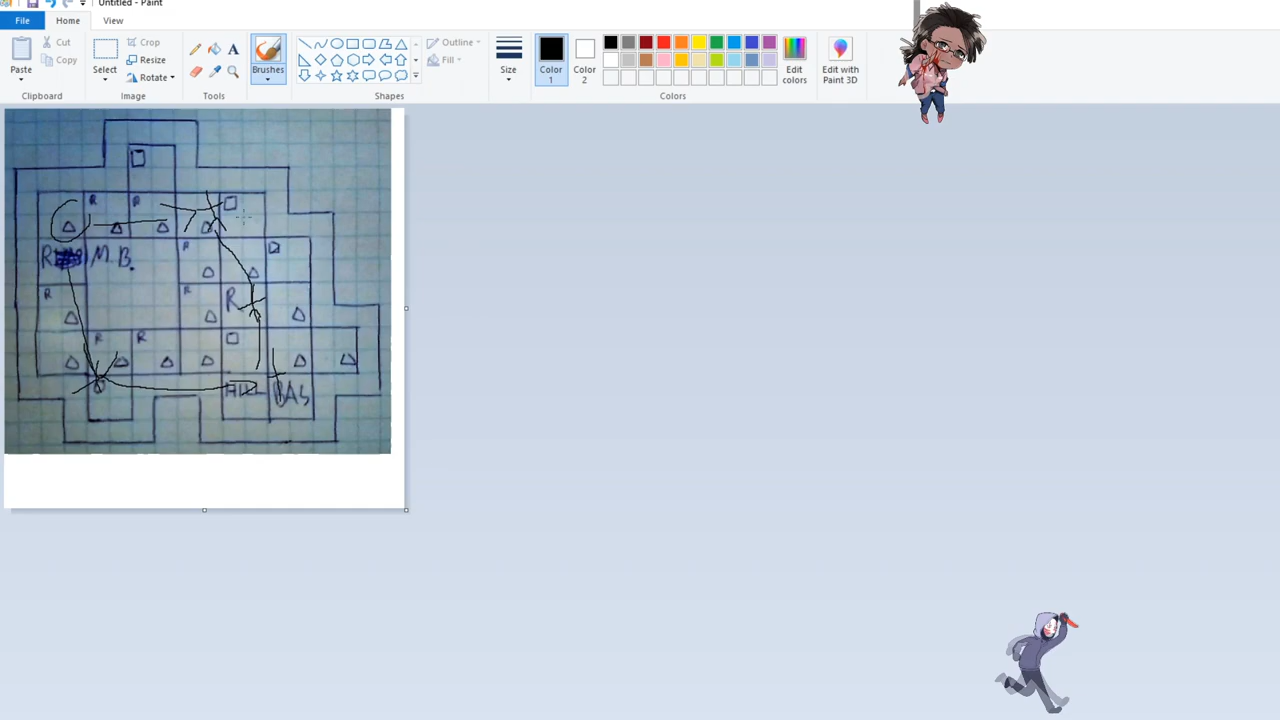 Untitled - Paint
File Home View
Paste
Cut
Copy
Clipboard
Select
Crop
Resize
Rotate
Image
A
Tools
Brushes
Outline
Fill
Shapes
Size
Color 1
Color 2
Edit colors
Colors
Edit with Paint 3D
R R
R M.B. R
R R R
R R
BAS